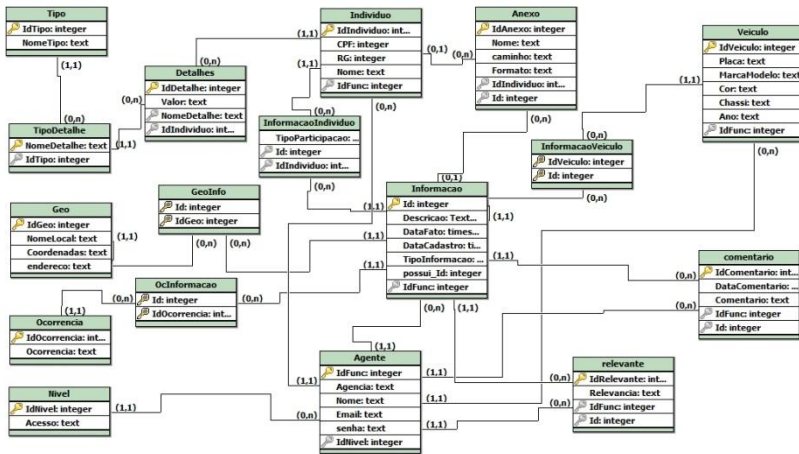 Tipo
IdTipo: integer
NomeTipo: text
(1,1)
(0,n)
TipoDetalhe
NomeDetalhe: text
IdTipo: integer
(1,1)
Detalhes
IdDetalhe: integer
Valor: text
NomeDetalhe: text
IdIndividuo: int...
(0,n)
(0,n)
Individuo
IdIndividuo: int...
CPF: integer
RG: integer
Nome: text
IdFunc: integer
(1,1)
(1,1)
(0,1)
(0,n)
Anexo
IdAnexo: integer
Nome: text
caminho: text
Formato: text
IdIndividuo: int...
Id: integer
(0,n)
(0,n)
Veiculo
IdVeiculo: integer
Placa: text
MarcaModelo: text
Cor: text
Chassi: text
Ano: text
IdFunc: integer
(1,1)
(0,n)
InformacaoIndividuo
TipoParticipacao: ...
Id: integer
IdIndividuo: int...
(0,n)
(0,n)
InformacaoVeiculo
IdVeiculo: integer
Id: integer
(0,n)
(0,n)
GeoInfo
Id: integer
IdGeo: integer
(0,n)
(0,n)
Geo
IdGeo: integer
NomeLocal: text
Coordenadas: text
endereco: text
(1,1)
Informacao
Id: integer
Descricao: Text...
DataFato: times...
DataCadastro: ti...
TipoInformacao: ...
possui_Id: integer
IdFunc: integer
(0,1)
(1,1)
(1,1)
(1,1)
(1,1)
(1,1)
(0,n)
(1,1)
OcInformacao
Id: integer
IdOcorrencia: int...
(0,n)
(0,n)
Ocorrencia
IdOcorrencia: int...
Ocorrencia: text
(1,1)
comentario
IdComentario: int...
DataComentario: ...
Comentario: text
IdFunc: integer
Id: integer
(0,n)
(0,n)
Agente
IdFunc: integer
Agencia: text
Nome: text
Email: text
senha: text
IdNivel: integer
(1,1)
(1,1)
(1,1)
(1,1)
(1,1)
(0,n)
Nivel
IdNivel: integer
Acesso: text
(1,1)
relevante
IdRelevante: int...
Relevancia: text
IdFunc: integer
Id: integer
(0,n)
(0,n)